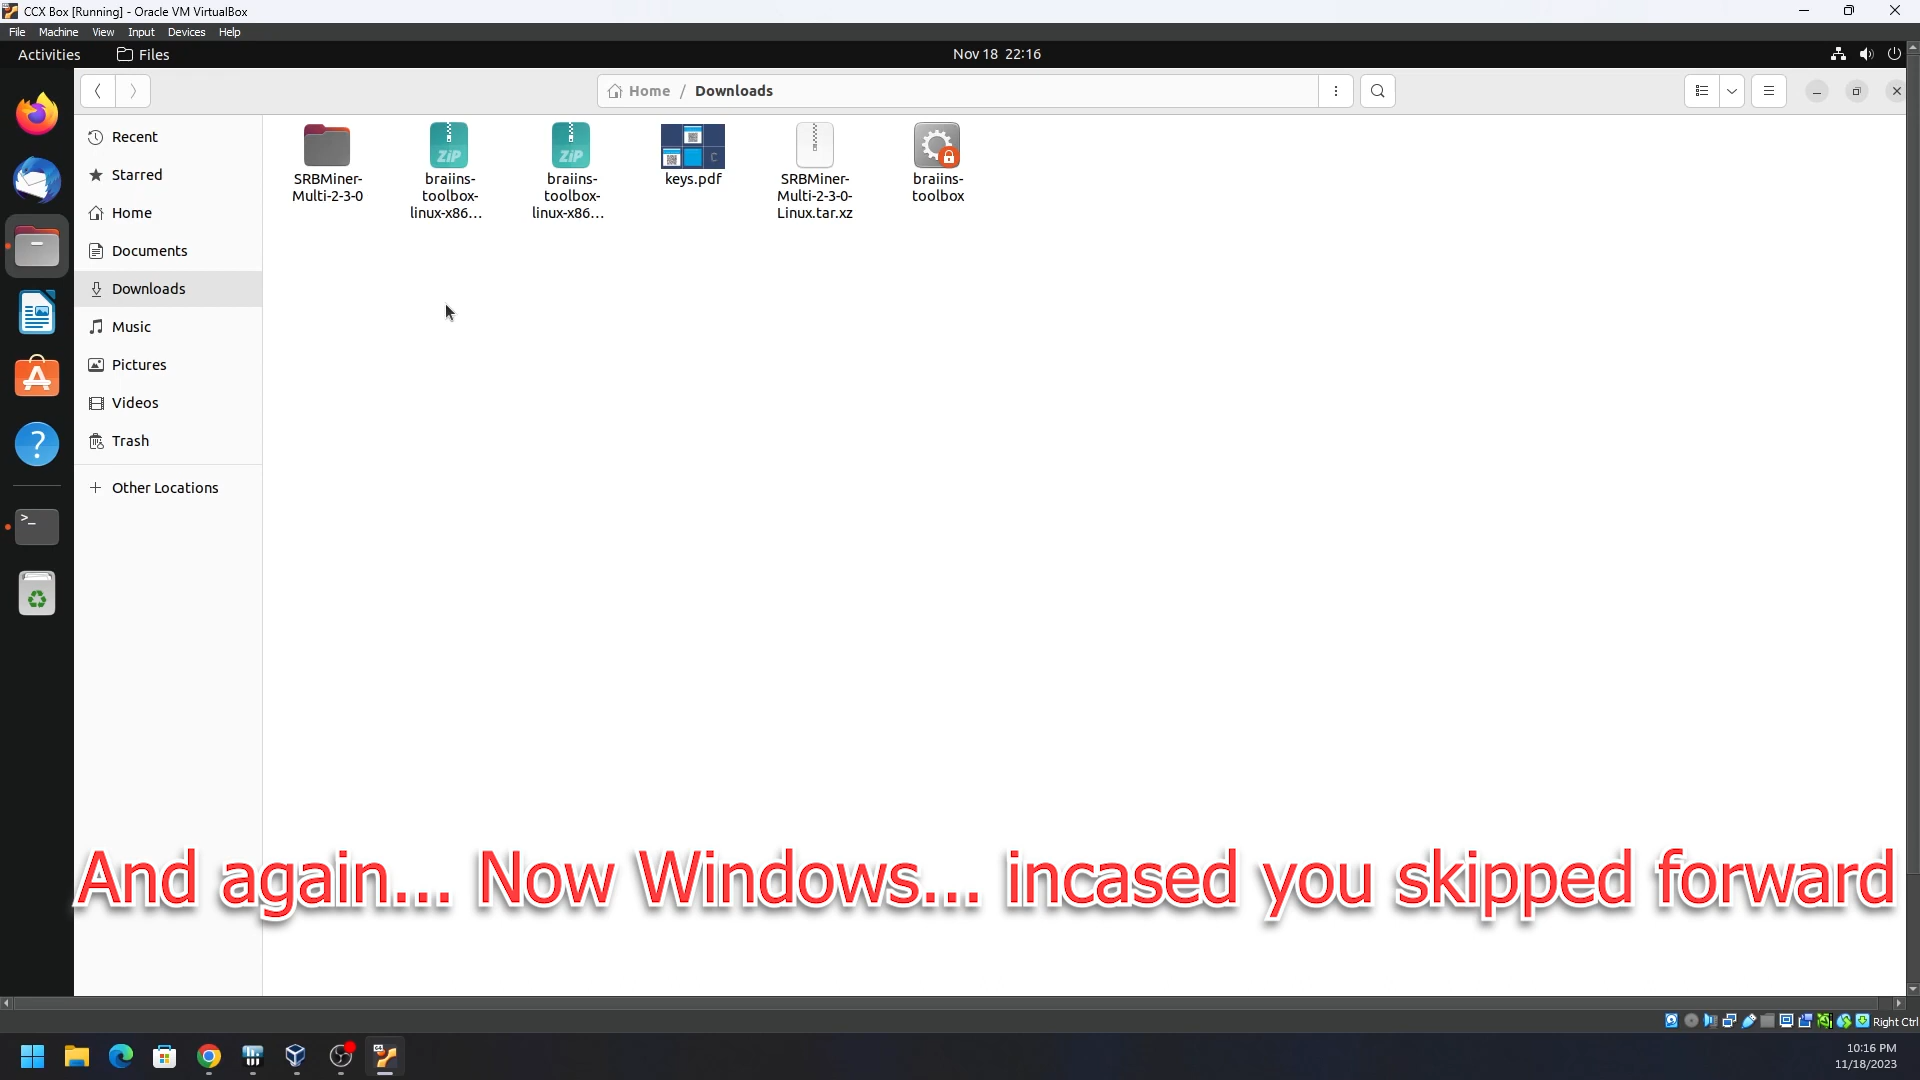 CCX Box [Running] - Oracle VM VirtualBox
File Machine View Input Devices Help
Activities Files Nov 18 22:16
Home / Downloads
Recent
Starred
Home
Documents
Downloads
Music
Pictures
Videos
Trash
+ Other Locations
SRBMiner-
Multi-2-3-0
ZIP
braiins-
toolbox-
linux-x86...
ZIP
braiins-
toolbox-
linux-x86...
C
keys.pdf
SRBMiner-
Multi-2-3-0-
Linux.tar.xz
braiins-
toolbox
?
>_
And again... Now Windows... incased you skipped forward
Right Ctrl
10:16 PM
11/18/2023